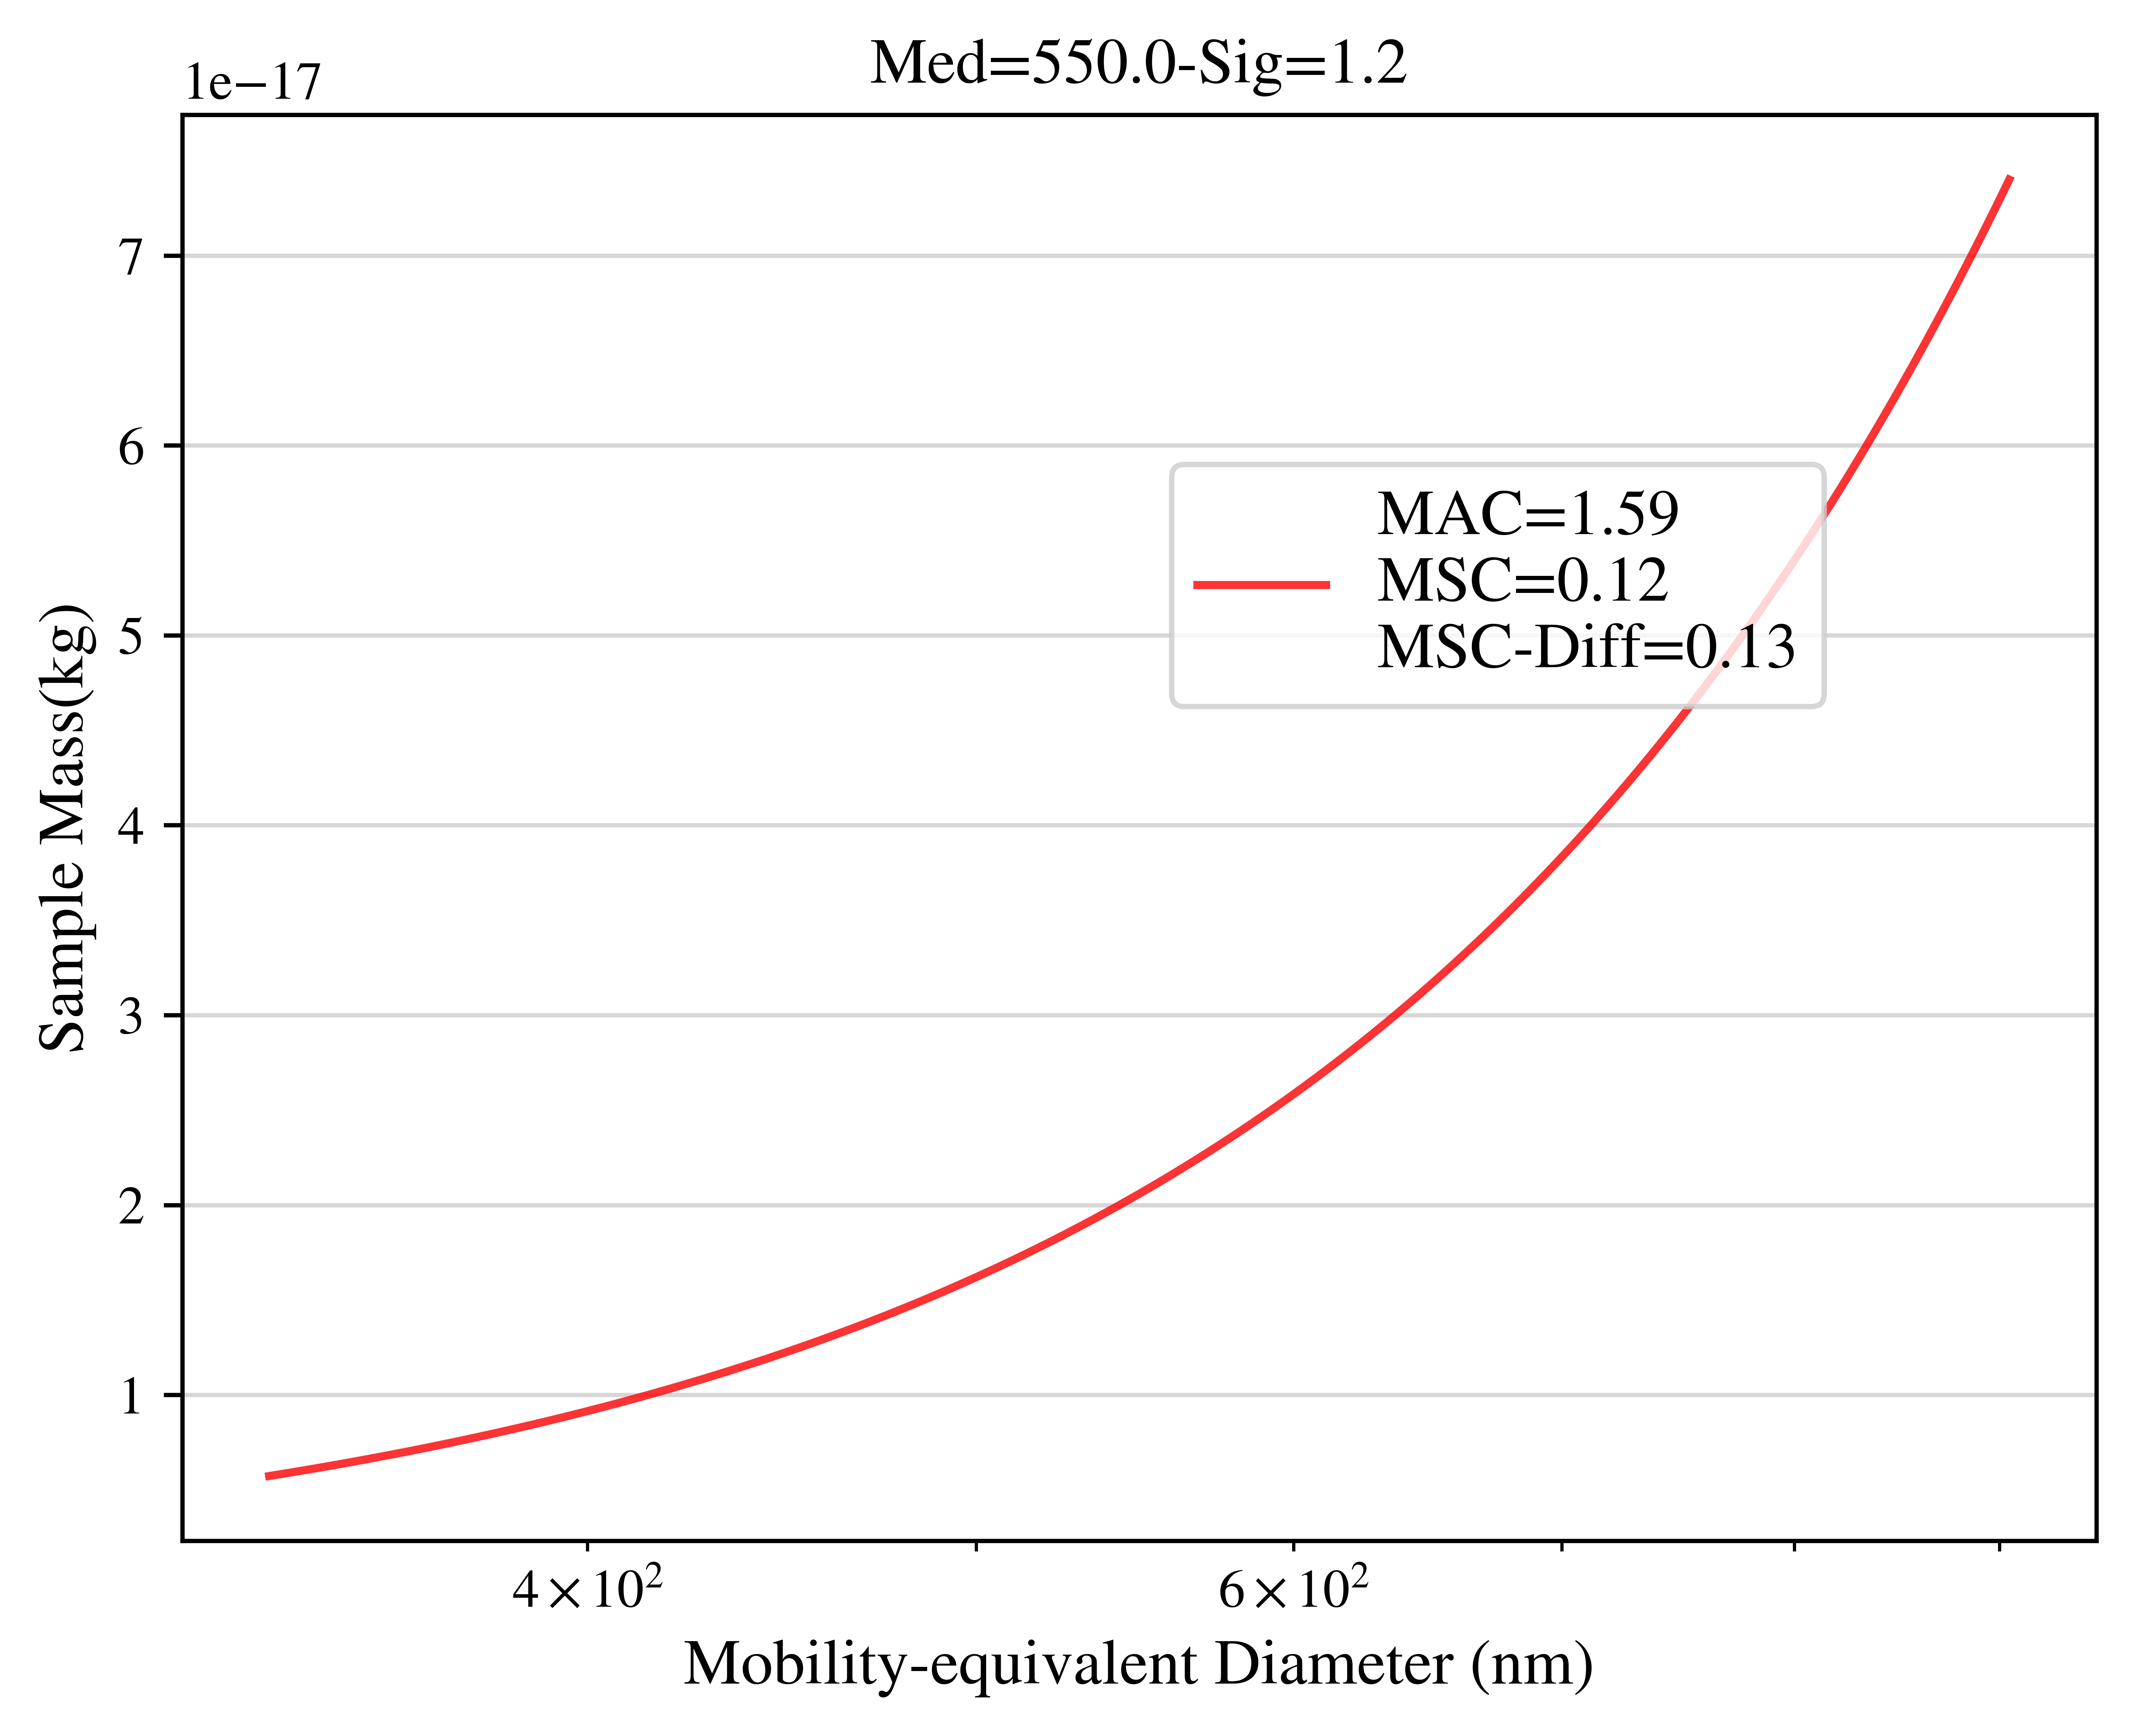 Med=550.0-Sig=1.2
1e−17
7
6
5
4
3
2
1
Sample Mass(kg)
MAC=1.59
MSC=0.12
MSC-Diff=0.13
4×10²
6×10²
Mobility-equivalent Diameter (nm)